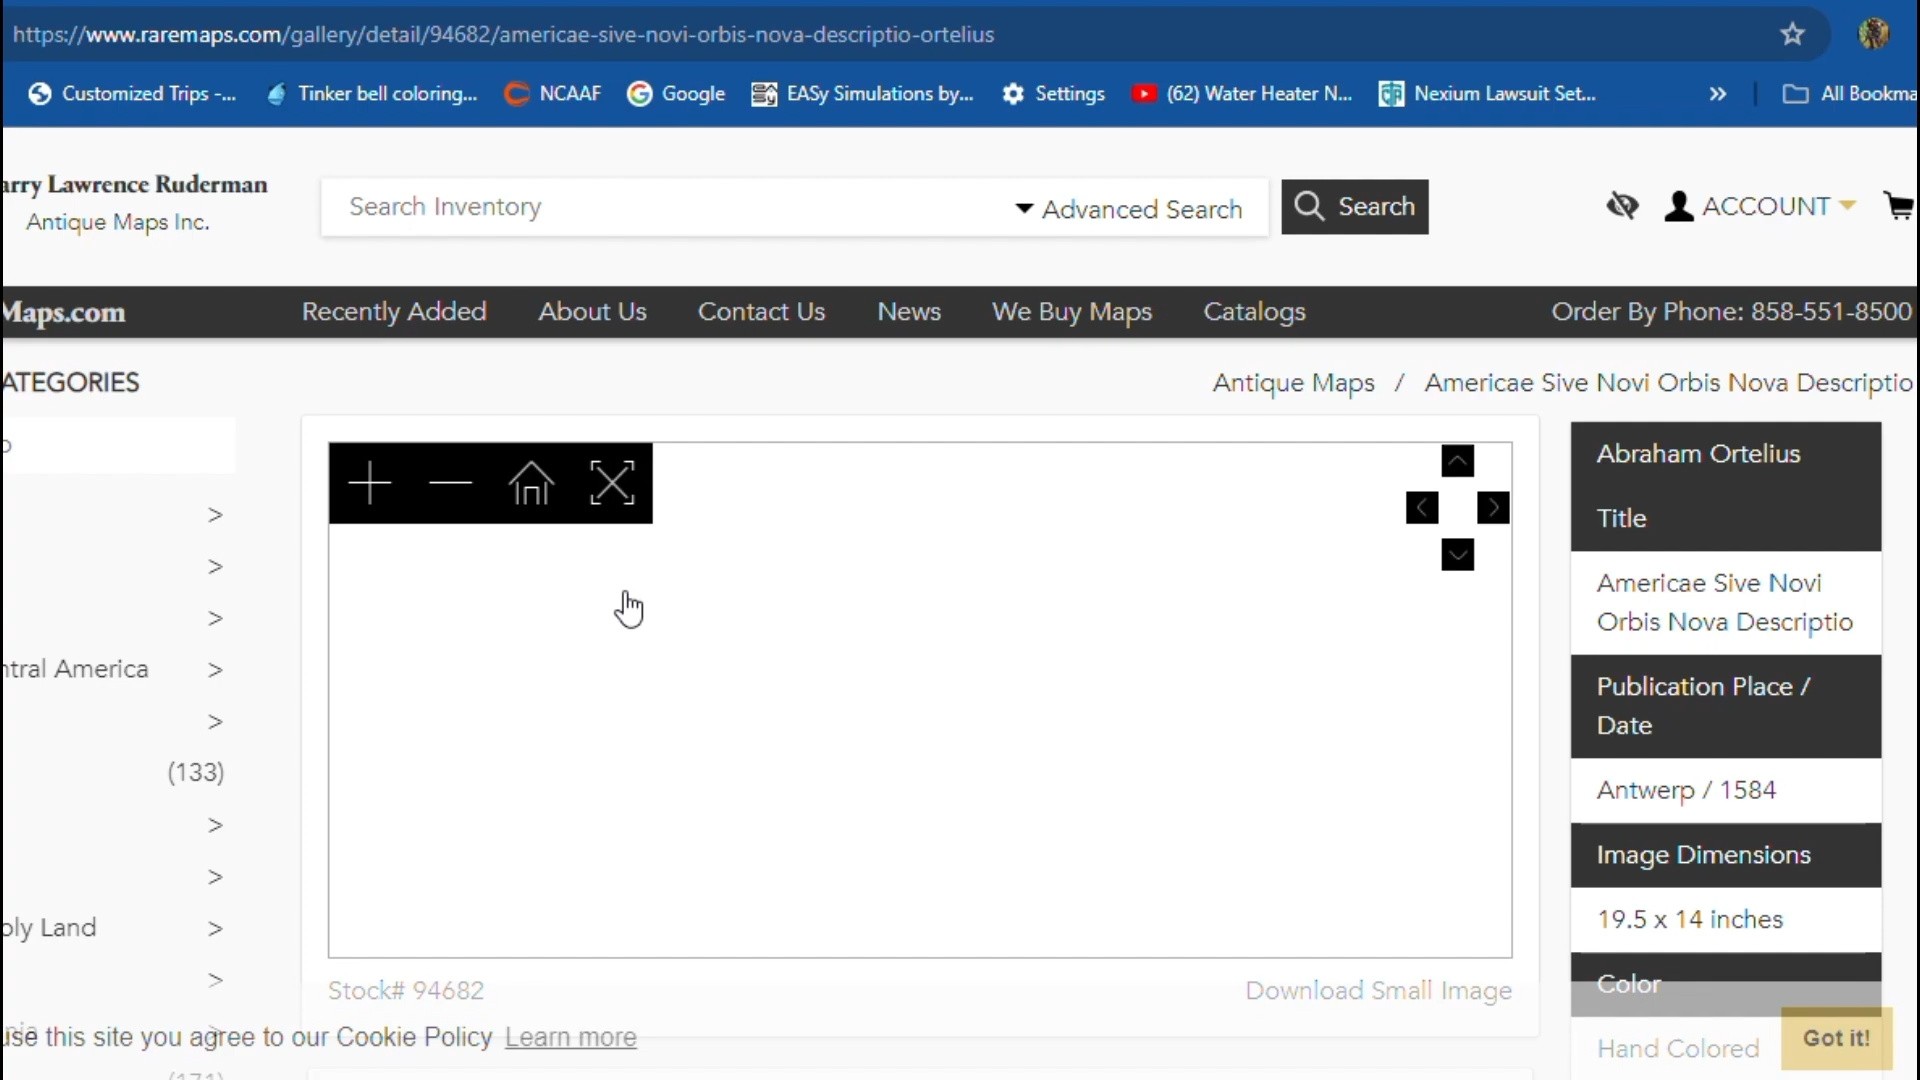 https://www.raremaps.com/gallery/detail/94682/americae-sive-novi-orbis-nova-descriptio-ortelius
Customized Trips -... Tinker bell coloring... NCAAF Google EASy Simulations by... Settings (62) Water Heater N... Nexium Lawsuit Set... » All Bookma
arry Lawrence Ruderman
Antique Maps Inc.
Search Inventory Advanced Search Search ACCOUNT
Maps.com Recently Added About Us Contact Us News We Buy Maps Catalogs Order By Phone: 858-551-8500
ATEGORIES
Antique Maps / Americae Sive Novi Orbis Nova Descriptio
>
>
>
ntral America >
>
(133)
>
>
oly Land >
>
Stock# 94682 Download Small Image
Abraham Ortelius
Title
Americae Sive Novi
Orbis Nova Descriptio
Publication Place /
Date
Antwerp / 1584
Image Dimensions
19.5 x 14 inches
Color
Hand Colored
use this site you agree to our Cookie Policy Learn more
Got it!
(171)